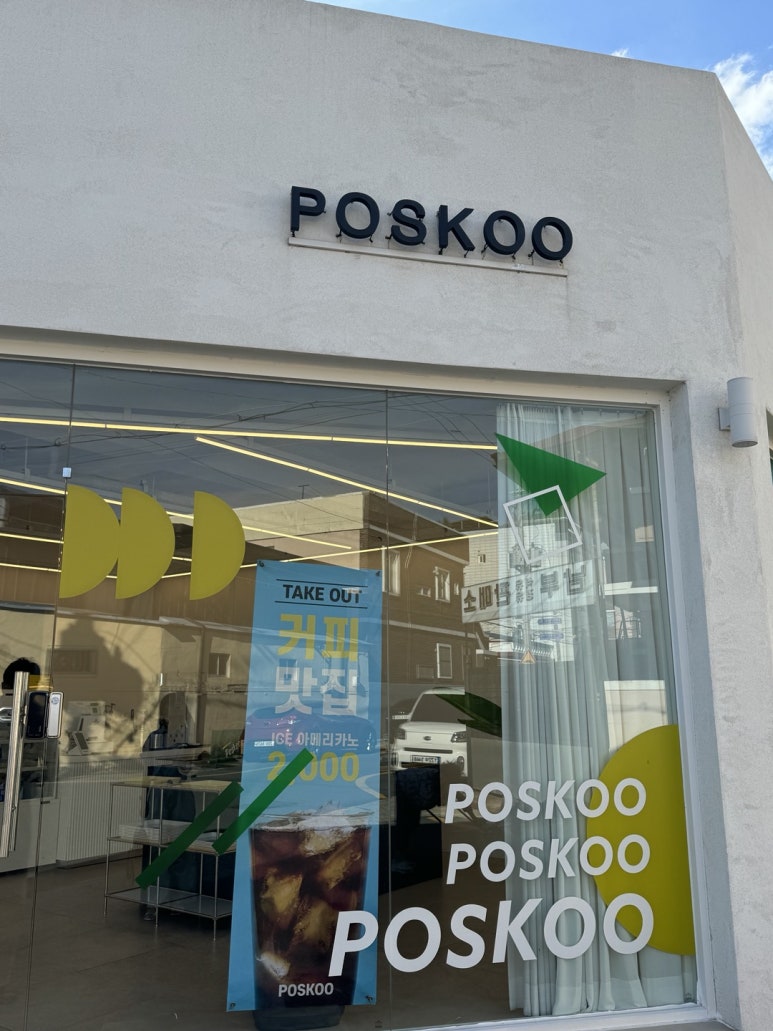 POSKOO
TAKE OUT
커피
맛집
ICE 아메리카노
2,000
POSKOO
POSKOO
POSKOO
POSKOO